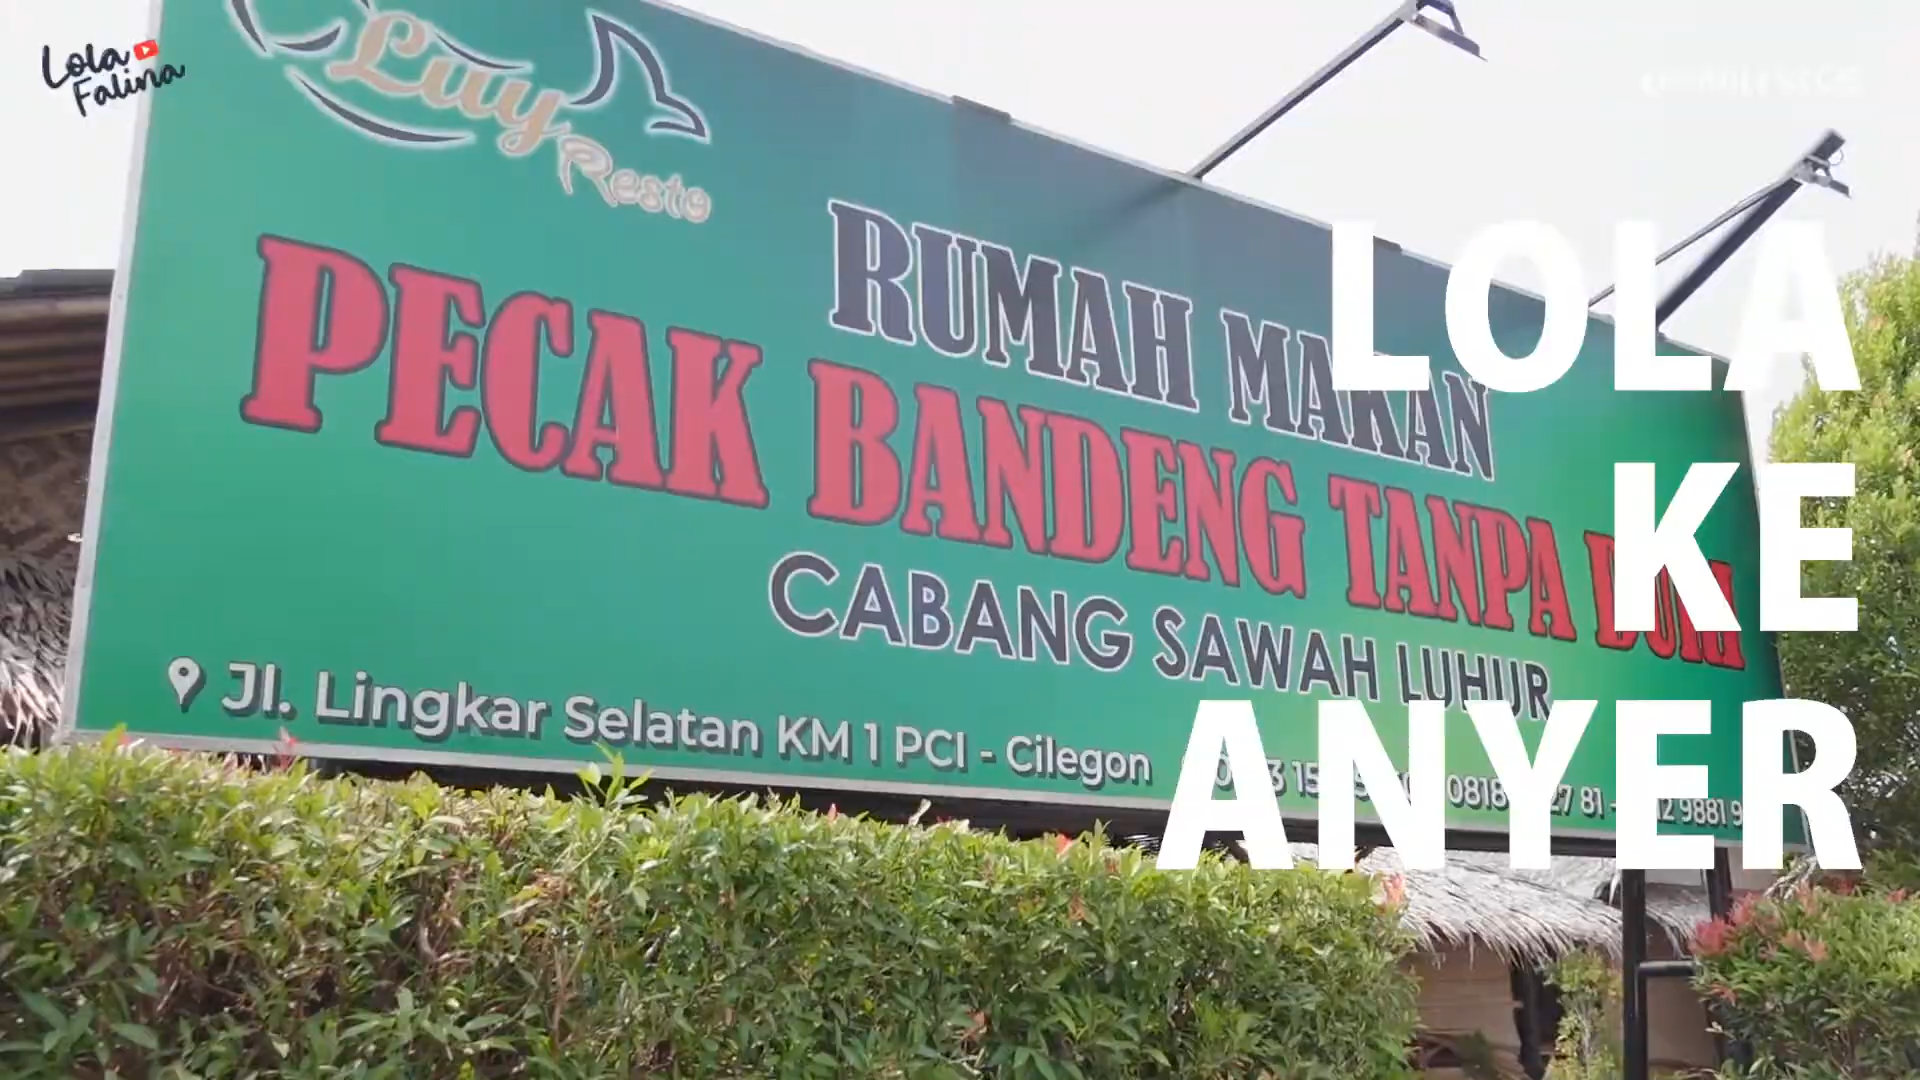 Lola
Falina
Luy
Resto
RUMAH MAKAN
PECAK BANDENG TANPA DURI
CABANG SAWAH LUHUR
Jl. Lingkar Selatan KM 1 PCI - Cilegon
LOLA
KE
ANYER